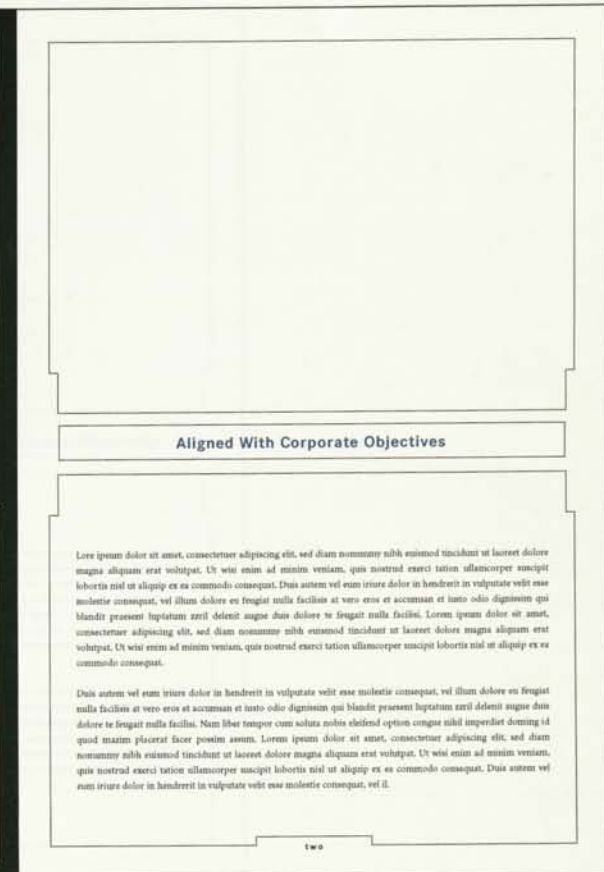 Aligned With Corporate Objectives
Lore ipsum dolor sit amet, consectetuer adipiscing elit, sed diam nonummy nibh euismod tincidunt ut laoreet dolore
magna aliquam erat volutpat. Ut wisi enim ad minim veniam, quis nostrud exerci tation ullamcorper suscipit
lobortis nisl ut aliquip ex ea commodo consequat. Duis autem vel eum iriure dolor in hendrerit in vulputate velit esse
molestie consequat, vel illum dolore eu feugiat nulla facilisis at vero eros et accumsan et iusto odio dignissim qui
blandit praesent luptatum zzril delenit augue duis dolore te feugait nulla facilisi. Lorem ipsum dolor sit amet,
consectetuer adipiscing elit, sed diam nonummy nibh euismod tincidunt ut laoreet dolore magna aliquam erat
volutpat. Ut wisi enim ad minim veniam, quis nostrud exerci tation ullamcorper suscipit lobortis nisl ut aliquip ex ea
commodo consequat.
Duis autem vel eum iriure dolor in hendrerit in vulputate velit esse molestie consequat, vel illum dolore eu feugiat
nulla facilisis at vero eros et accumsan et iusto odio dignissim qui blandit praesent luptatum zzril delenit augue duis
dolore te feugait nulla facilisi. Nam liber tempor cum soluta nobis eleifend option congue nihil imperdiet doming id
quod mazim placerat facer possim assum. Lorem ipsum dolor sit amet, consectetuer adipiscing elit, sed diam
nonummy nibh euismod tincidunt ut laoreet dolore magna aliquam erat volutpat. Ut wisi enim ad minim veniam,
quis nostrud exerci tation ullamcorper suscipit lobortis nisl ut aliquip ex ea commodo consequat. Duis autem vel
eum iriure dolor in hendrerit in vulputate velit esse molestie consequat, vel il.
two